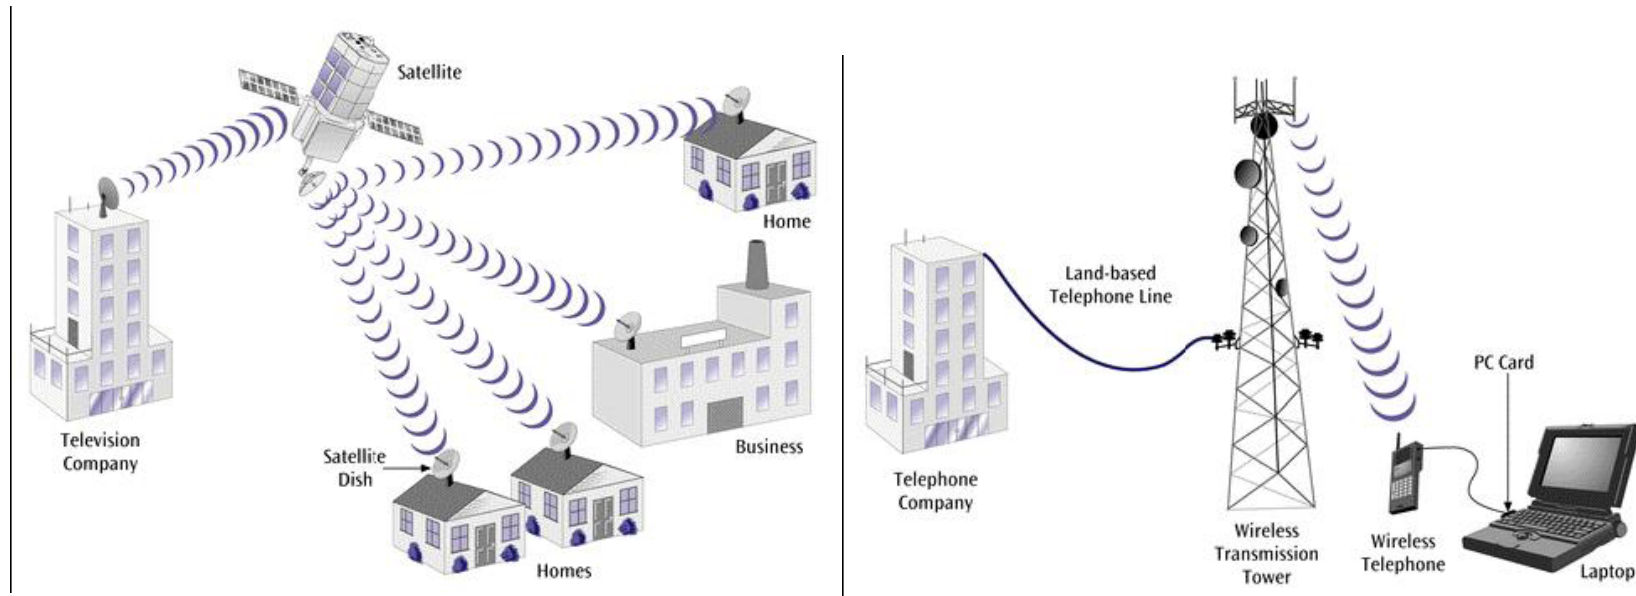 Satellite
Home
Television
Company
Satellite
Dish
Business
Homes
Land-based
Telephone Line
PC Card
Telephone
Company
Wireless
Transmission
Tower
Wireless
Telephone
Laptop